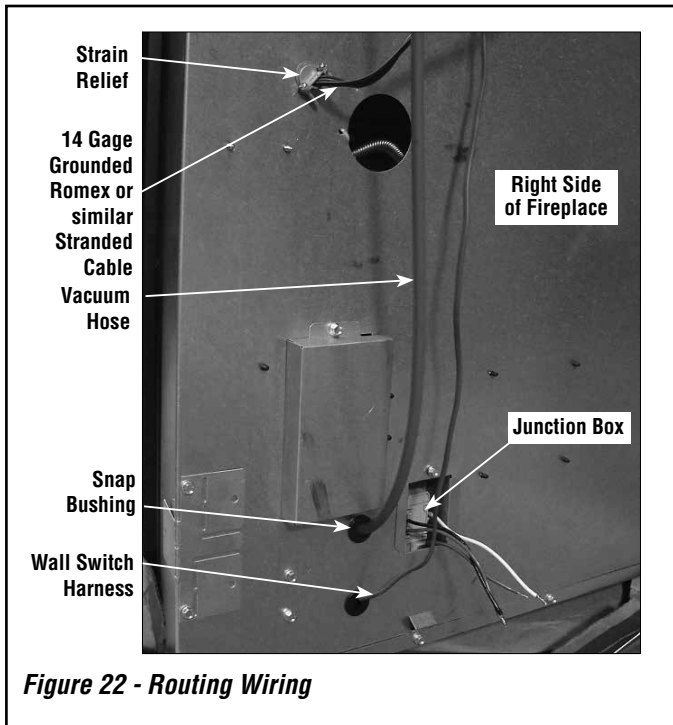 Strain
Relief
14 Gage
Grounded
Romex or
similar
Stranded
Cable
Vacuum
Hose
Snap
Bushing
Wall Switch
Harness
Right Side
of Fireplace
Junction Box
Figure 22 - Routing Wiring